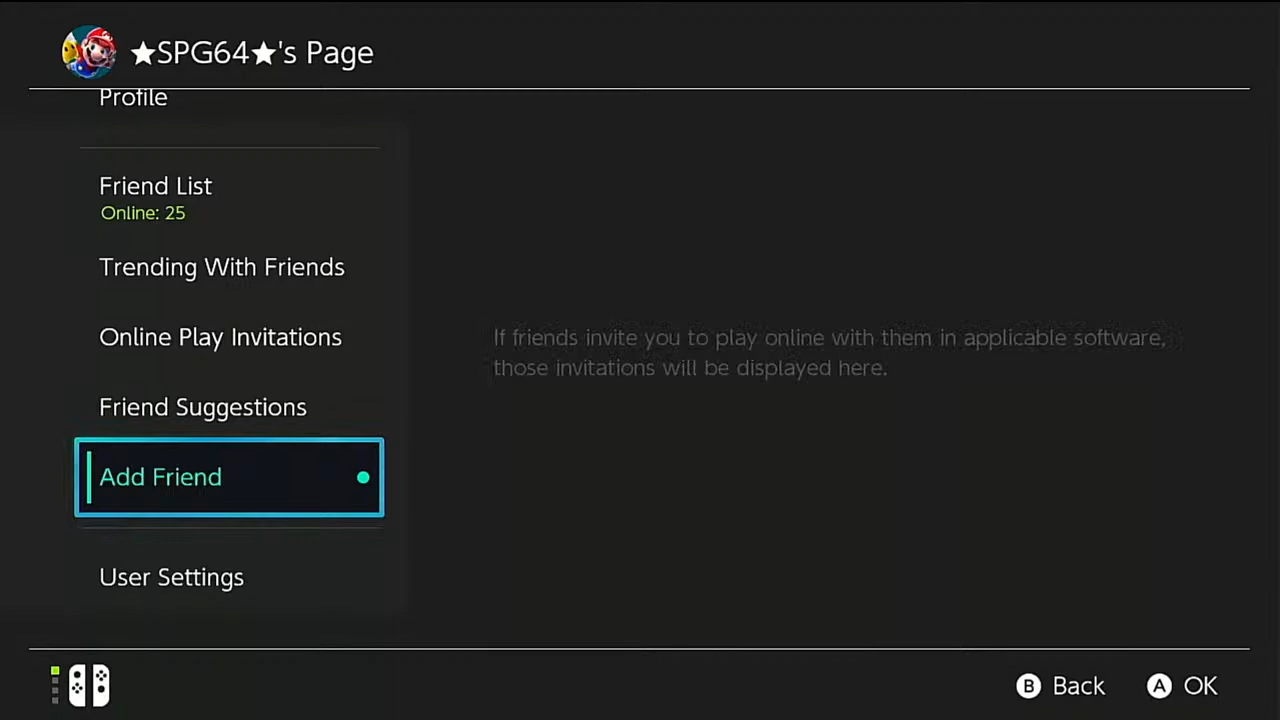 ★SPG64★'s Page
Profile
Friend List
Online: 25
Trending With Friends
Online Play Invitations
Friend Suggestions
Add Friend
User Settings
If friends invite you to play online with them in applicable software,
those invitations will be displayed here.
B Back A OK